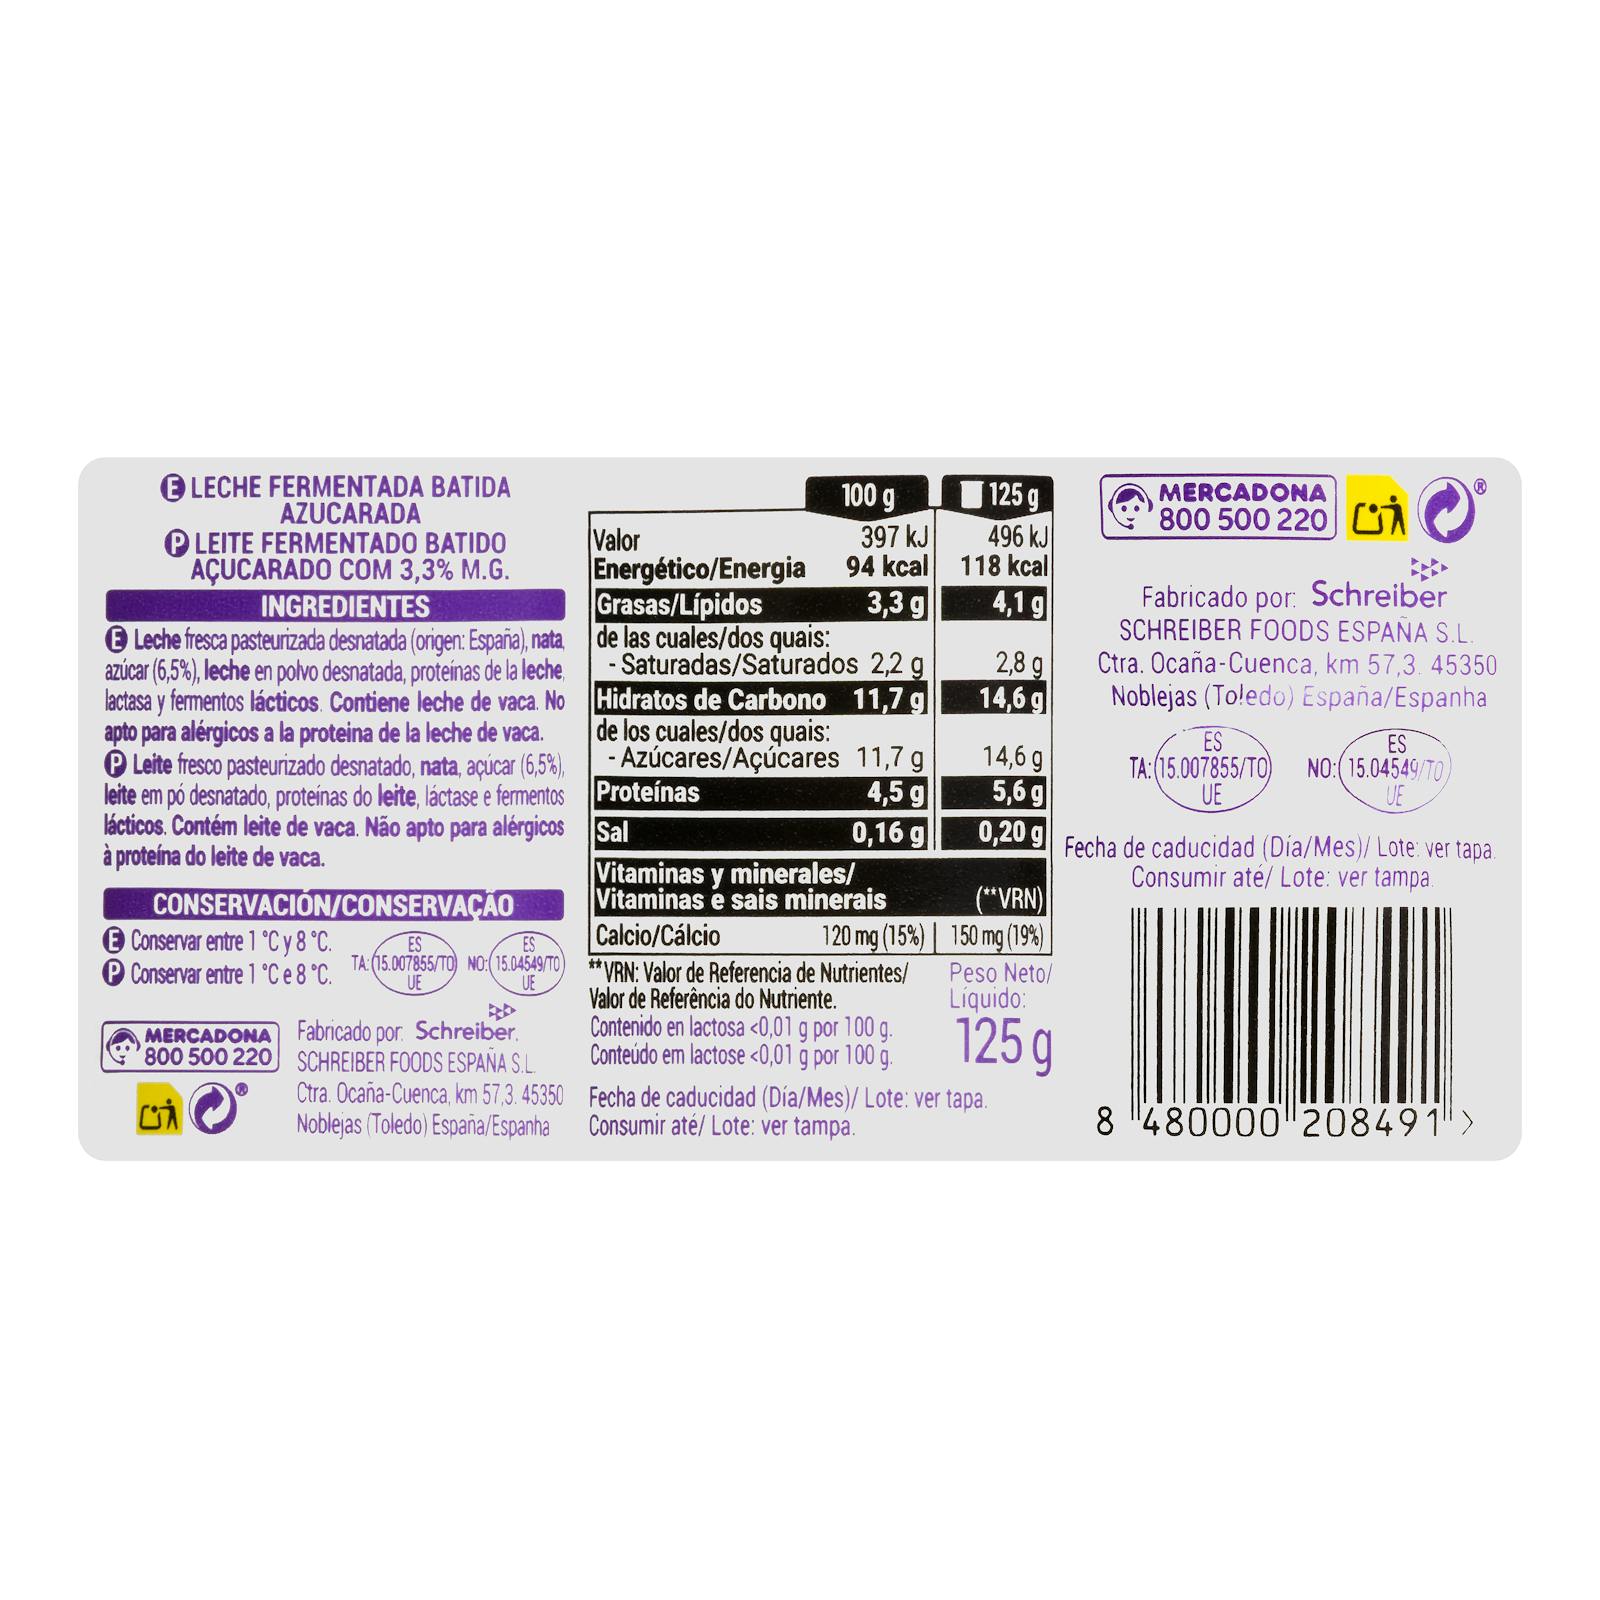 E LECHE FERMENTADA BATIDA
AZUCARADA
P LEITE FERMENTADO BATIDO
AÇUCARADO COM 3,3% M.G.
INGREDIENTES
E Leche fresca pasteurizada desnatada (origen: España), nata,
azúcar (6,5%), leche en polvo desnatada, proteínas de la leche,
lactasa y fermentos lácticos. Contiene leche de vaca. No
apto para alérgicos a la proteina de la leche de vaca.
P Leite fresco pasteurizado desnatado, nata, açúcar (6,5%),
leite em pó desnatado, proteínas do leite, láctase e fermentos
lácticos. Contém leite de vaca. Não apto para alérgicos
à proteína do leite de vaca.
CONSERVACIÓN/CONSERVAÇÃO
E Conservar entre 1 °C y 8 °C.
P Conservar entre 1 °C e 8 °C.
TA: ES 15.007855/TO UE
NO: ES 15.04549/TO UE
MERCADONA
800 500 220
Fabricado por: Schreiber.
SCHREIBER FOODS ESPAÑA S.L.
Ctra. Ocaña-Cuenca, km 57,3. 45350
Noblejas (Toledo) España/Espanha
100 g 125 g
Valor 397 kJ 496 kJ
Energético/Energia 94 kcal 118 kcal
Grasas/Lípidos 3,3 g 4,1 g
de las cuales/dos quais:
- Saturadas/Saturados 2,2 g 2,8 g
Hidratos de Carbono 11,7 g 14,6 g
de los cuales/dos quais:
- Azúcares/Açúcares 11,7 g 14,6 g
Proteínas 4,5 g 5,6 g
Sal 0,16 g 0,20 g
Vitaminas y minerales/
Vitaminas e sais minerais (**VRN)
Calcio/Cálcio 120 mg (15%) 150 mg (19%)
**VRN: Valor de Referencia de Nutrientes/
Valor de Referência do Nutriente.
Contenido en lactosa <0,01 g por 100 g.
Conteúdo em lactose <0,01 g por 100 g.
Peso Neto/
Líquido:
125 g
Fecha de caducidad (Día/Mes)/ Lote: ver tapa.
Consumir até/ Lote: ver tampa.
MERCADONA
800 500 220
®
Fabricado por: Schreiber
SCHREIBER FOODS ESPAÑA S.L.
Ctra. Ocaña-Cuenca, km 57,3. 45350
Noblejas (Toledo) España/Espanha
TA: ES 15.007855/TO UE
NO: ES 15.04549/TO UE
Fecha de caducidad (Día/Mes)/ Lote: ver tapa.
Consumir até/ Lote: ver tampa.
8 480000 208491 >